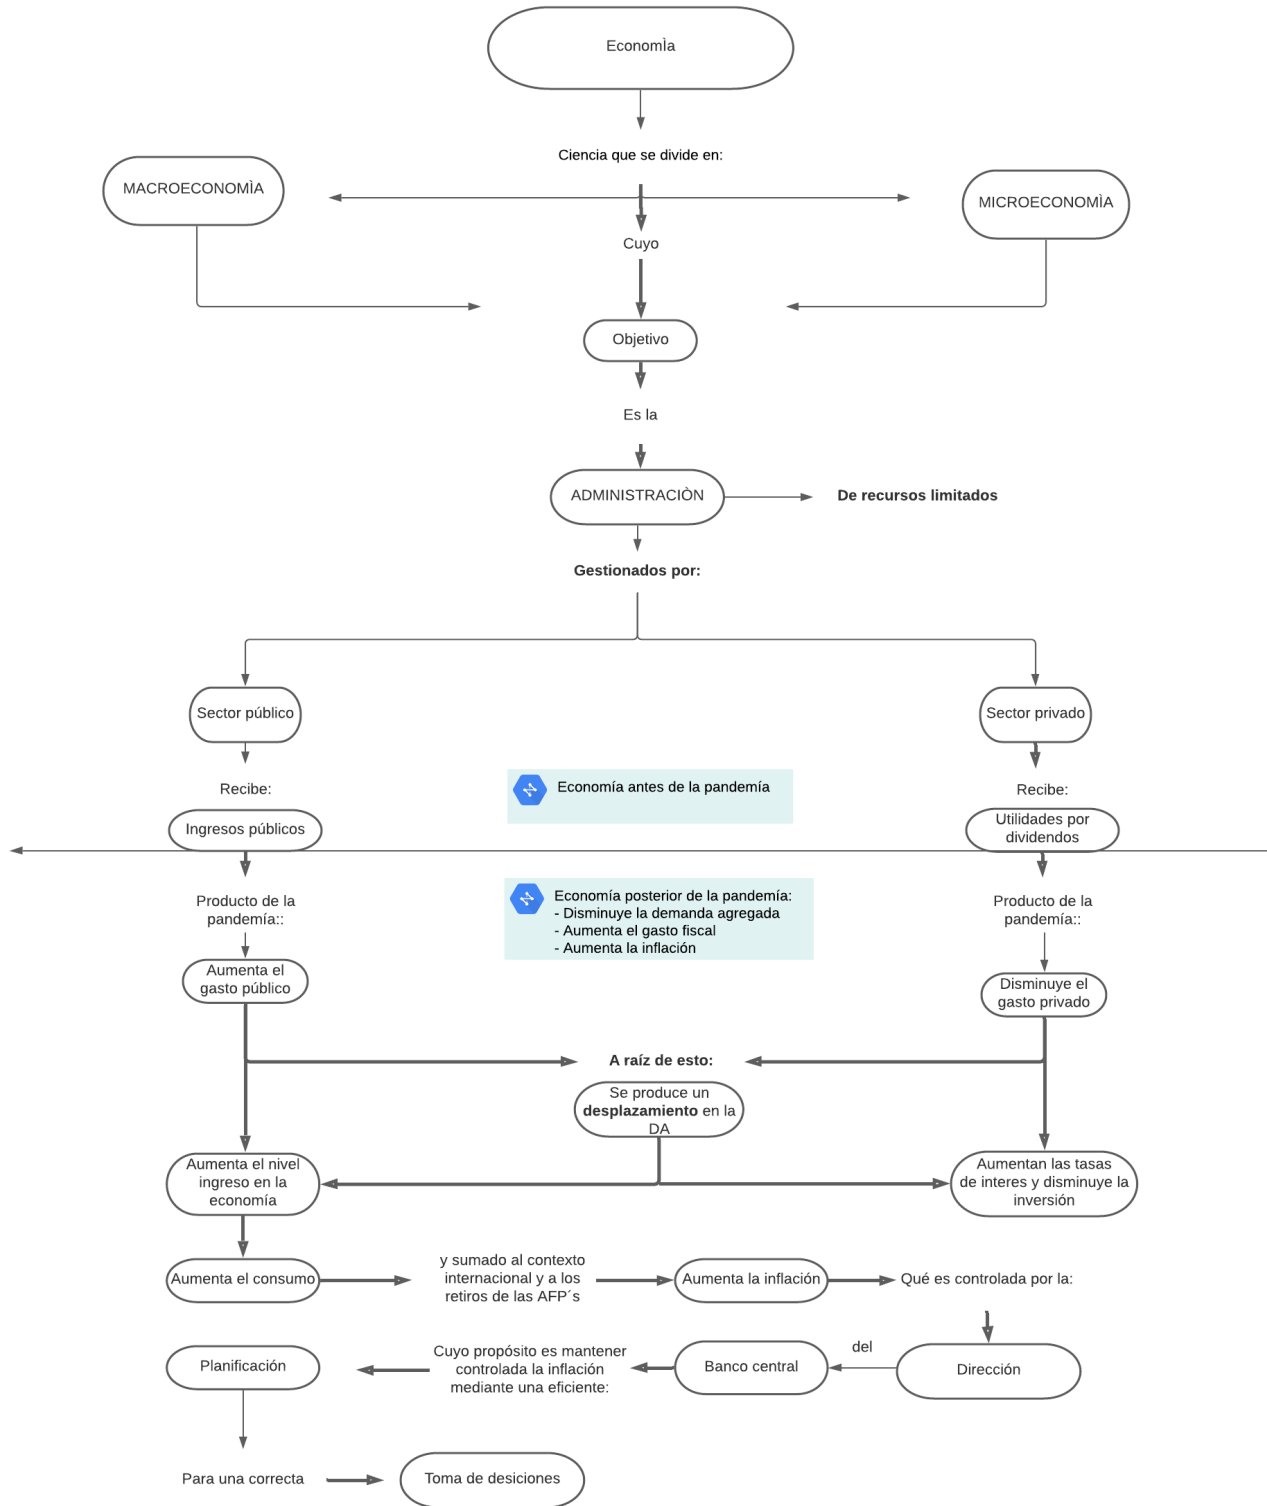 EconomÌa
Ciencia que se divide en:
MACROECONOMÌA
MICROECONOMÌA
Cuyo
Objetivo
Es la
ADMINISTRACIÒN
De recursos limitados
Gestionados por:
Sector público
Sector privado
Recibe:
Economía antes de la pandemía
Recibe:
Ingresos públicos
Utilidades por
dividendos
Producto de la
pandemía::
Economía posterior de la pandemía:
- Disminuye la demanda agregada
- Aumenta el gasto fiscal
- Aumenta la inflación
Producto de la
pandemía::
Aumenta el
gasto público
Disminuye el
gasto privado
A raíz de esto:
Se produce un
desplazamiento en la
DA
Aumenta el nivel
ingreso en la
economía
Aumentan las tasas
de interes y disminuye la
inversión
Aumenta el consumo
y sumado al contexto
internacional y a los
retiros de las AFP´s
Aumenta la inflación
Qué es controlada por la:
Dirección
del
Banco central
Cuyo propósito es mantener
controlada la inflación
mediante una eficiente:
Planificación
Para una correcta
Toma de desiciones